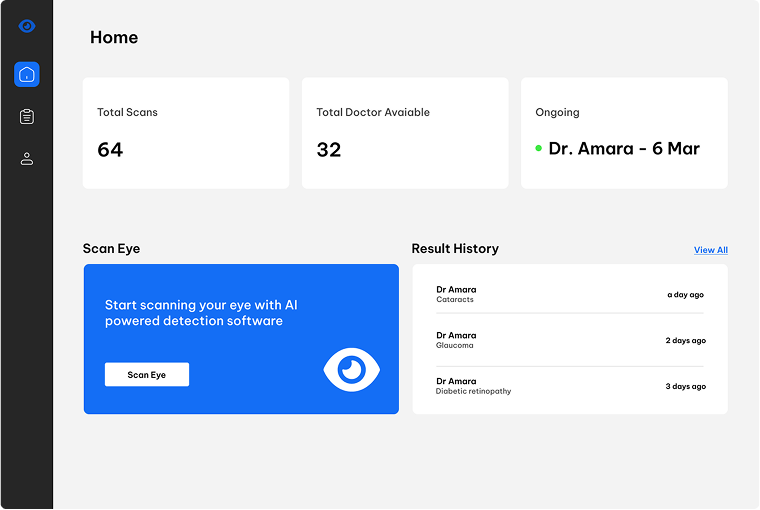 Home
Total Scans
64
Total Doctor Avaiable
32
Ongoing
Dr. Amara - 6 Mar
Scan Eye
Start scanning your eye with AI
powered detection software
Scan Eye
Result History
View All
Dr Amara
Cataracts
a day ago
Dr Amara
Glaucoma
2 days ago
Dr Amara
Diabetic retinopathy
3 days ago